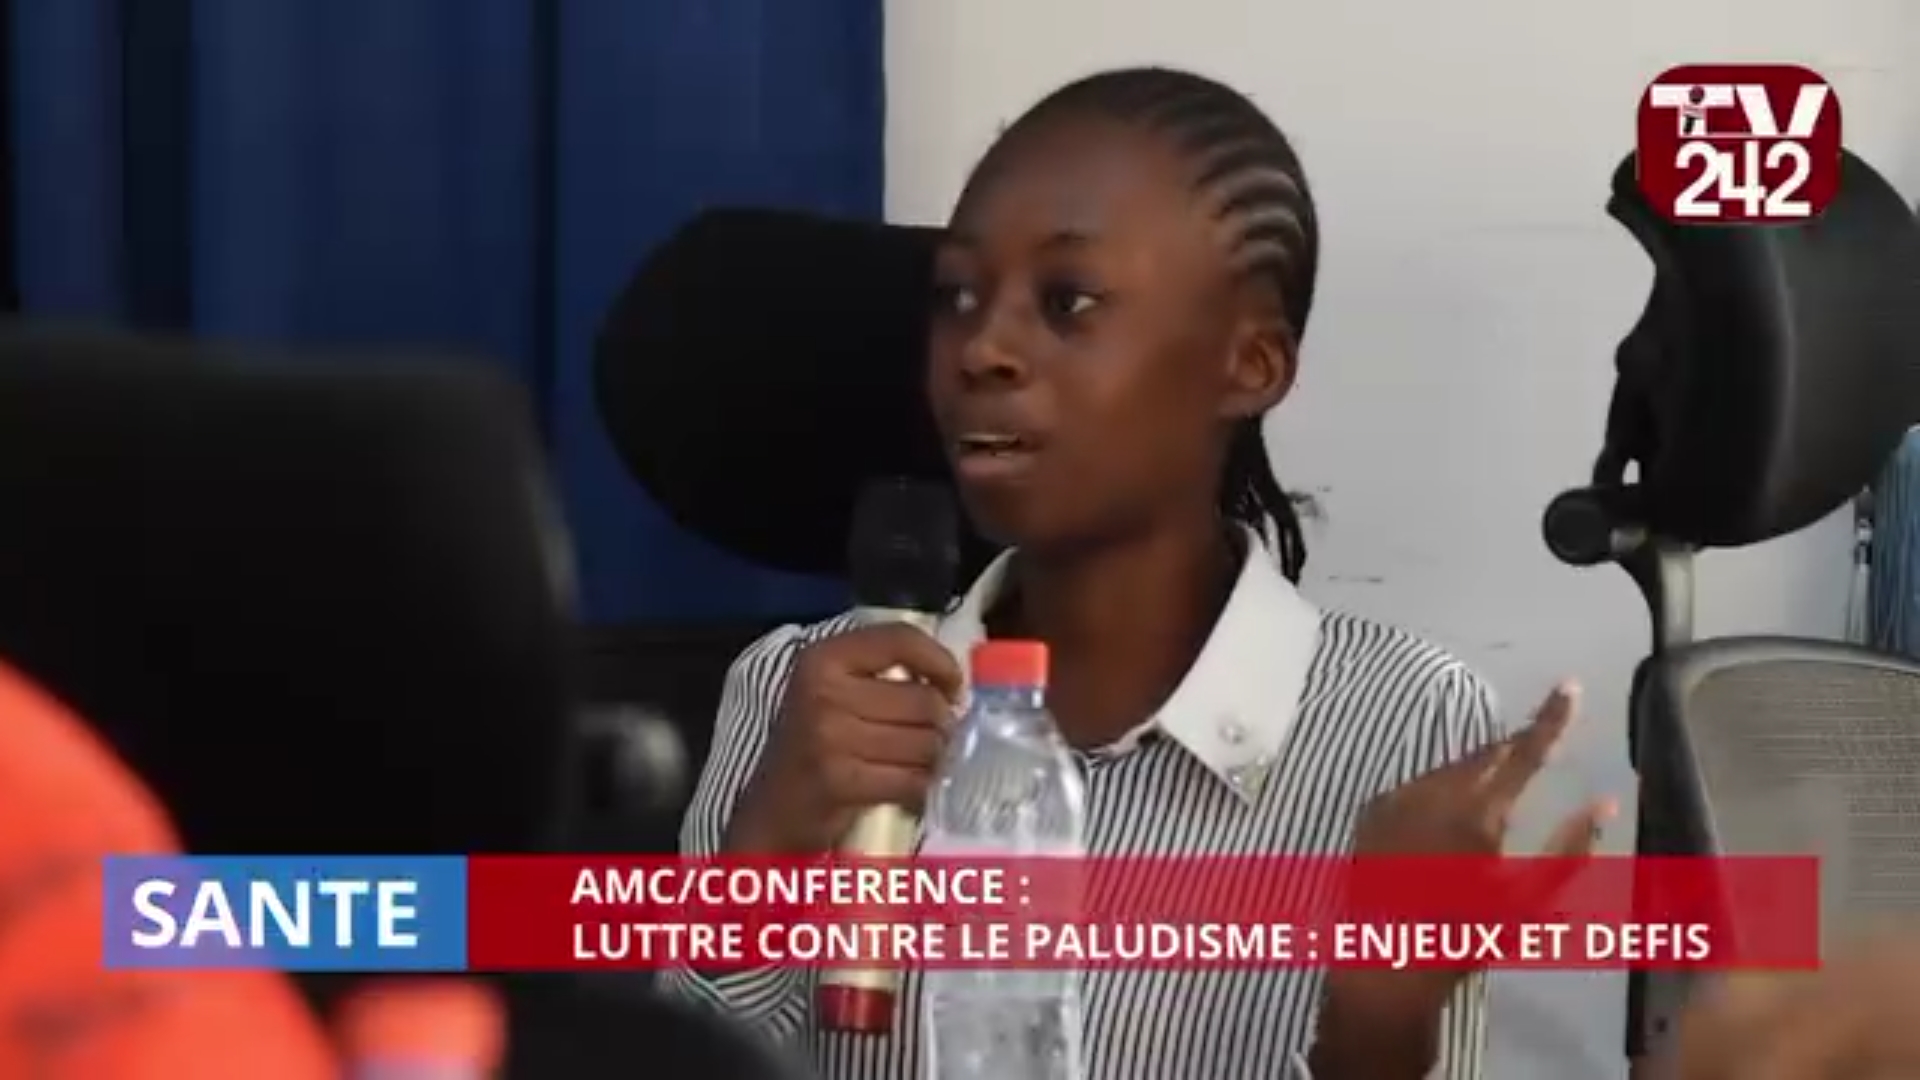 TV
242
SANTE
AMC/CONFERENCE :
LUTTRE CONTRE LE PALUDISME : ENJEUX ET DEFIS